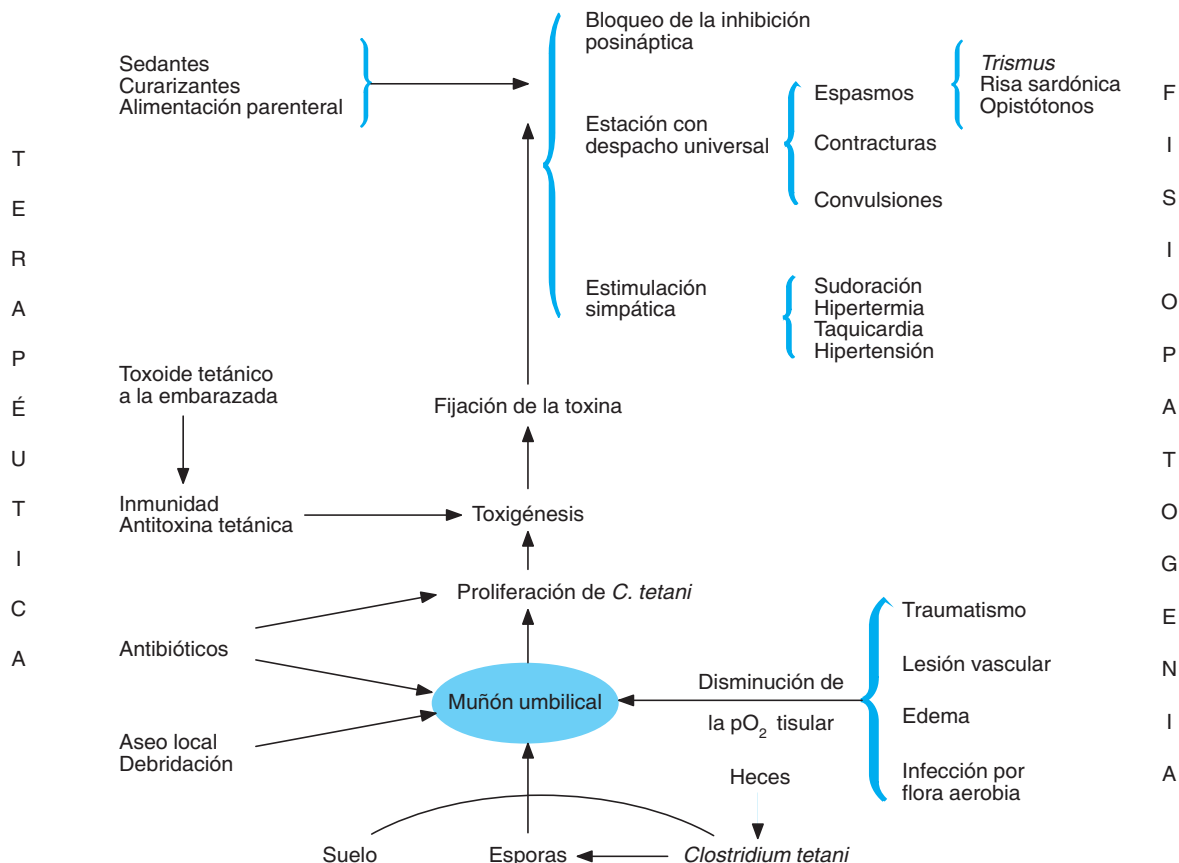 Bloqueo de la inhibición
posináptica
Sedantes
Curarizantes
Alimentación parenteral
Estación con
despacho universal
Espasmos
Contracturas
Convulsiones
Trismus
Risa sardónica
Opistótonos
Estimulación
simpática
Sudoración
Hipertermia
Taquicardia
Hipertensión
TERAPÉUTICA
FISIOPATOGENIA
Toxoide tetánico
a la embarazada
Fijación de la toxina
Inmunidad
Antitoxina tetánica
Toxigénesis
Proliferación de C. tetani
Antibióticos
Muñón umbilical
Disminución de
la pO2 tisular
Traumatismo
Lesión vascular
Edema
Infección por
flora aerobia
Aseo local
Debridación
Heces
Suelo
Esporas
Clostridium tetani